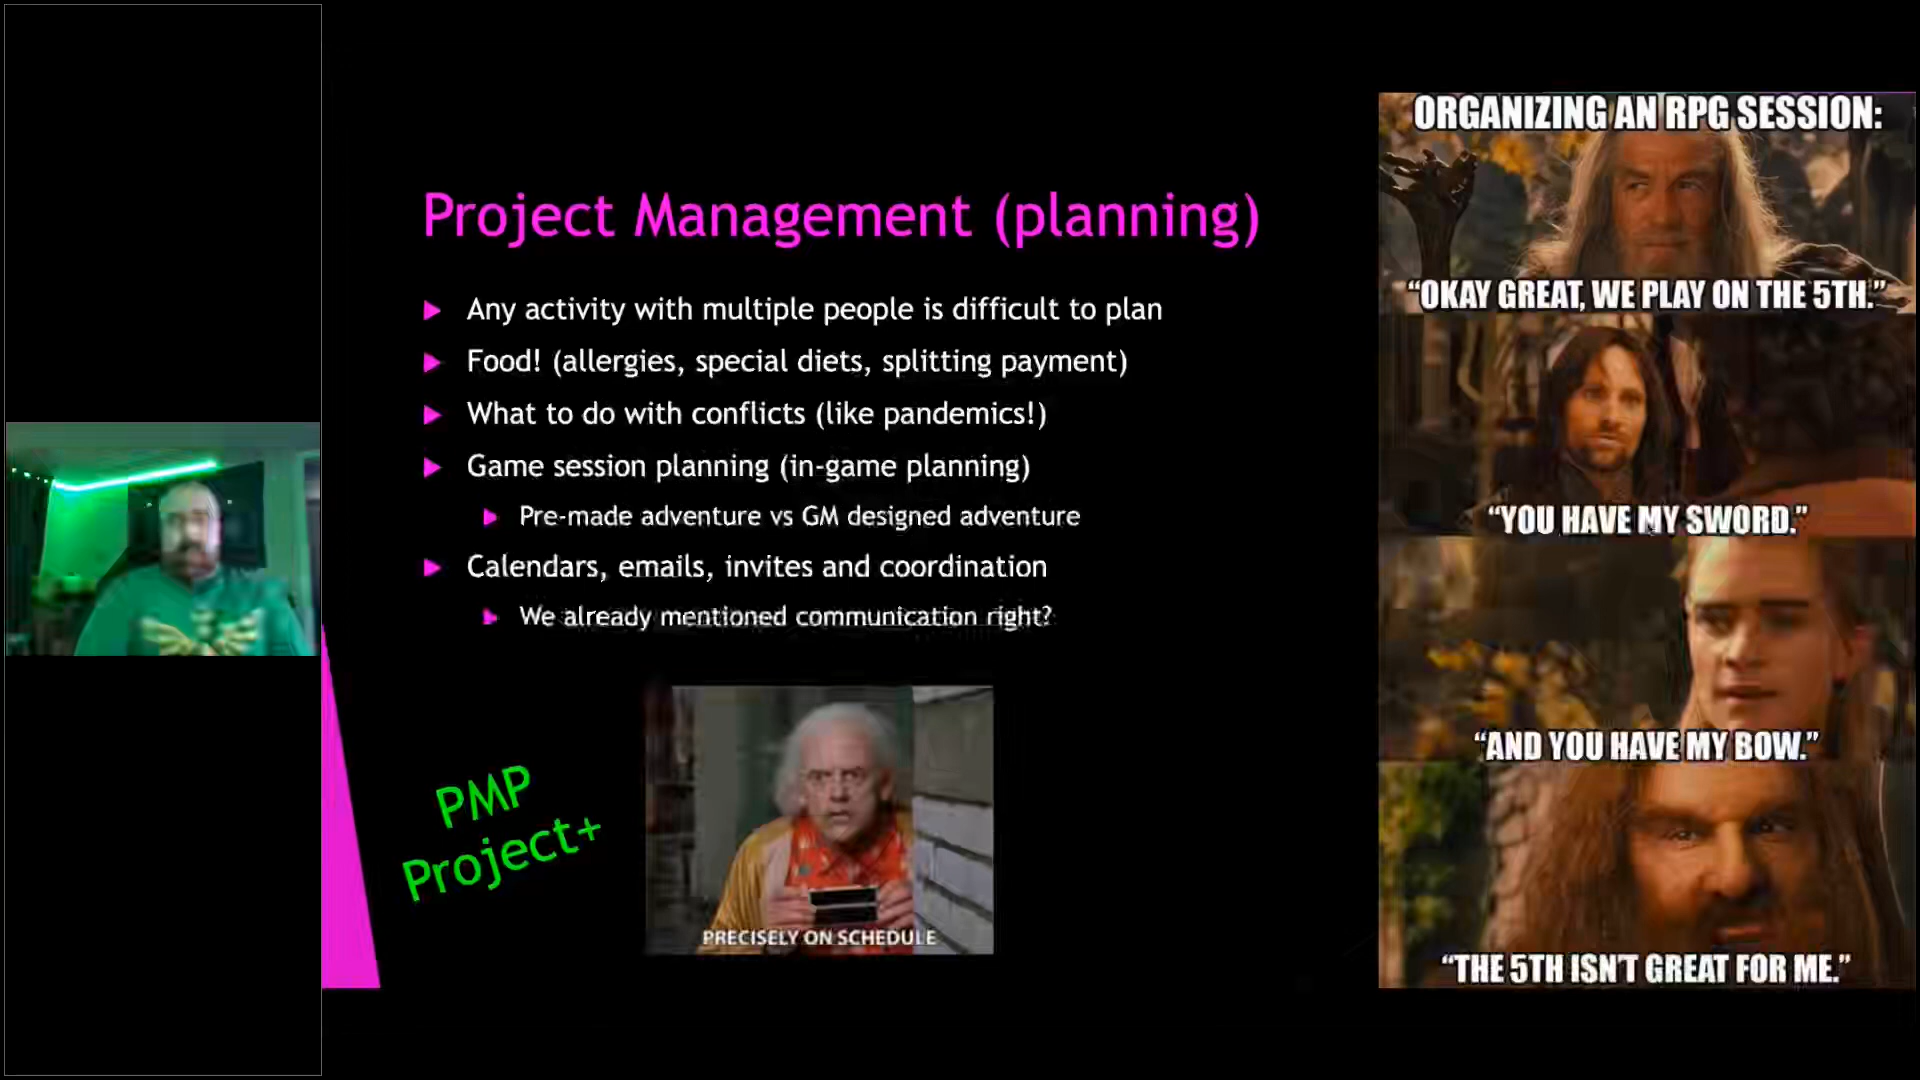 Project Management (planning)
Any activity with multiple people is difficult to plan
Food! (allergies, special diets, splitting payment)
What to do with conflicts (like pandemics!)
Game session planning (in-game planning)
Pre-made adventure vs GM designed adventure
Calendars, emails, invites and coordination
We already mentioned communication right?
PMP
Project+
PRECISELY ON SCHEDULE
ORGANIZING AN RPG SESSION:
“OKAY GREAT, WE PLAY ON THE 5TH.”
“YOU HAVE MY SWORD.”
“AND YOU HAVE MY BOW.”
“THE 5TH ISN'T GREAT FOR ME.”